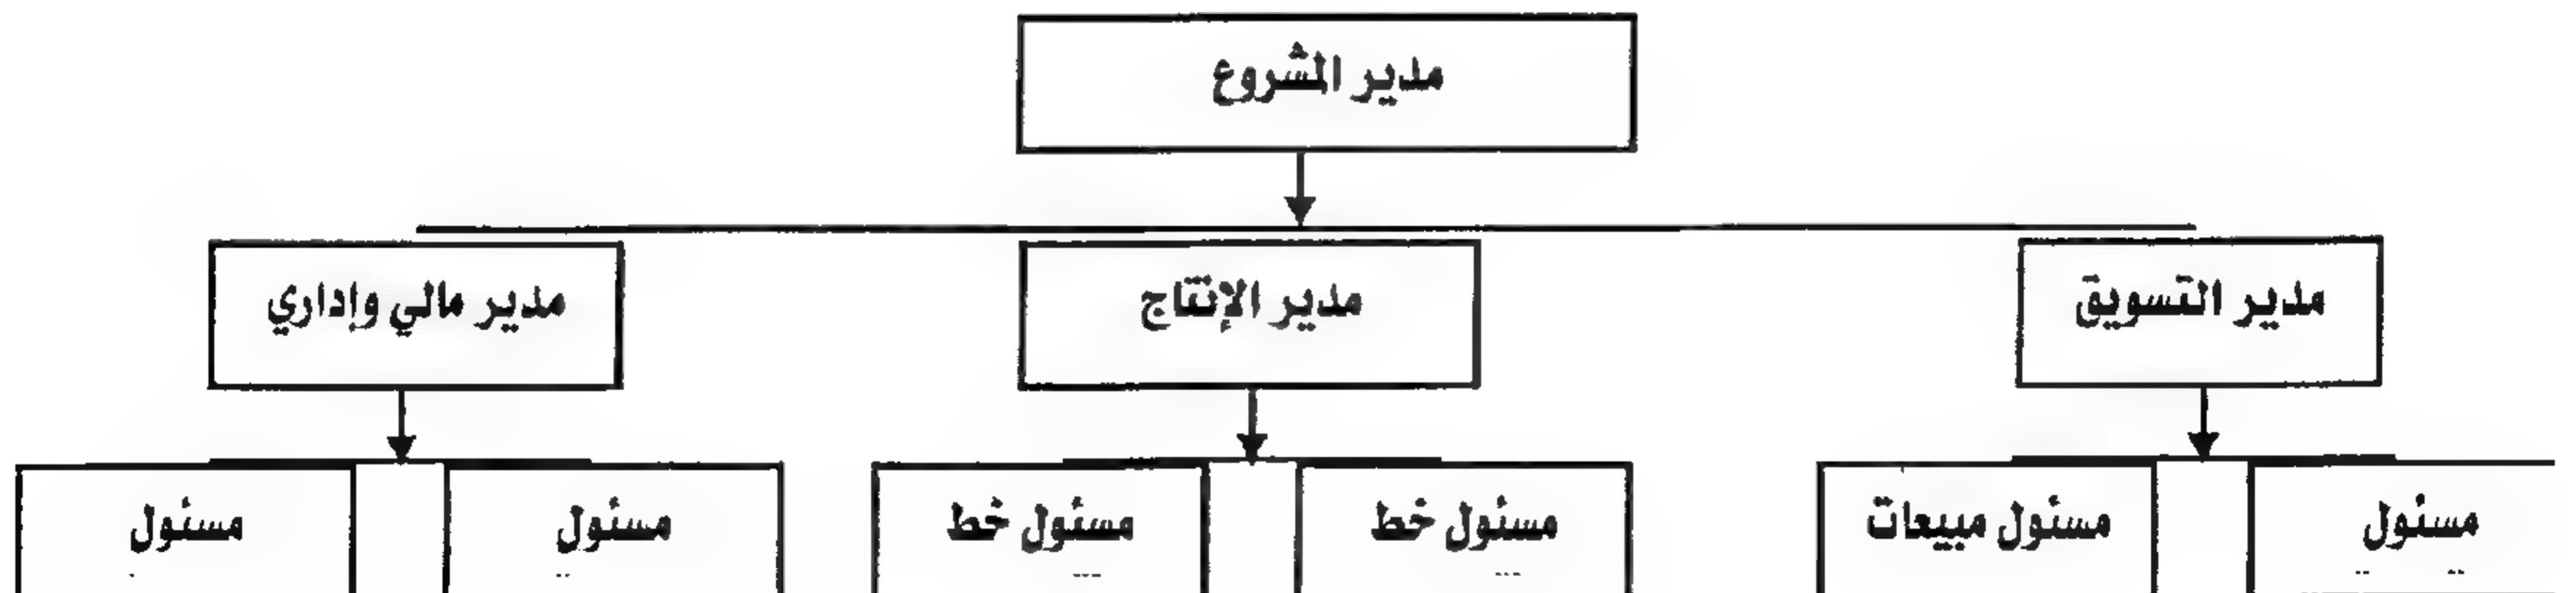 مدير المشروع
مدير التسويق
مدير الإنتاج
مدير مالي وإداري
مسئول
مسئول مبيعات
مسئول خط
مسئول خط
مسئول
مسئول